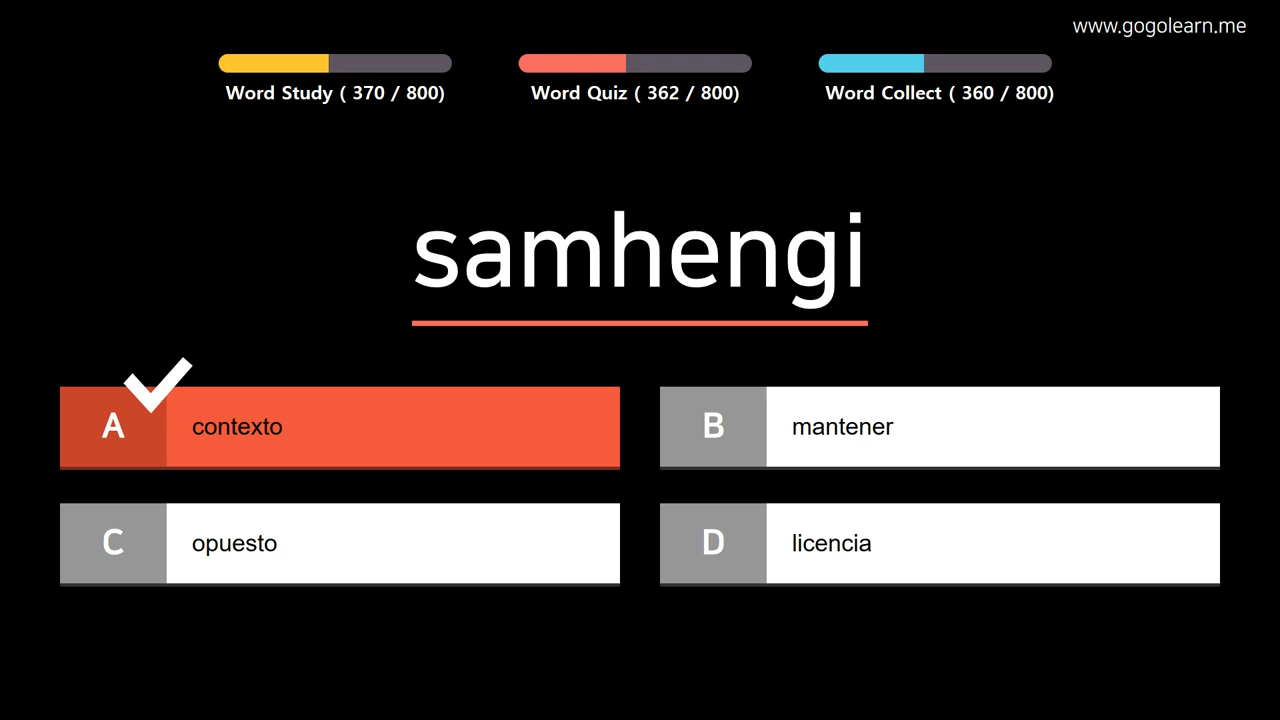 www.gogolearn.me
Word Study ( 370 / 800)
Word Quiz ( 362 / 800)
Word Collect ( 360 / 800)
samhengi
A contexto
B mantener
C opuesto
D licencia